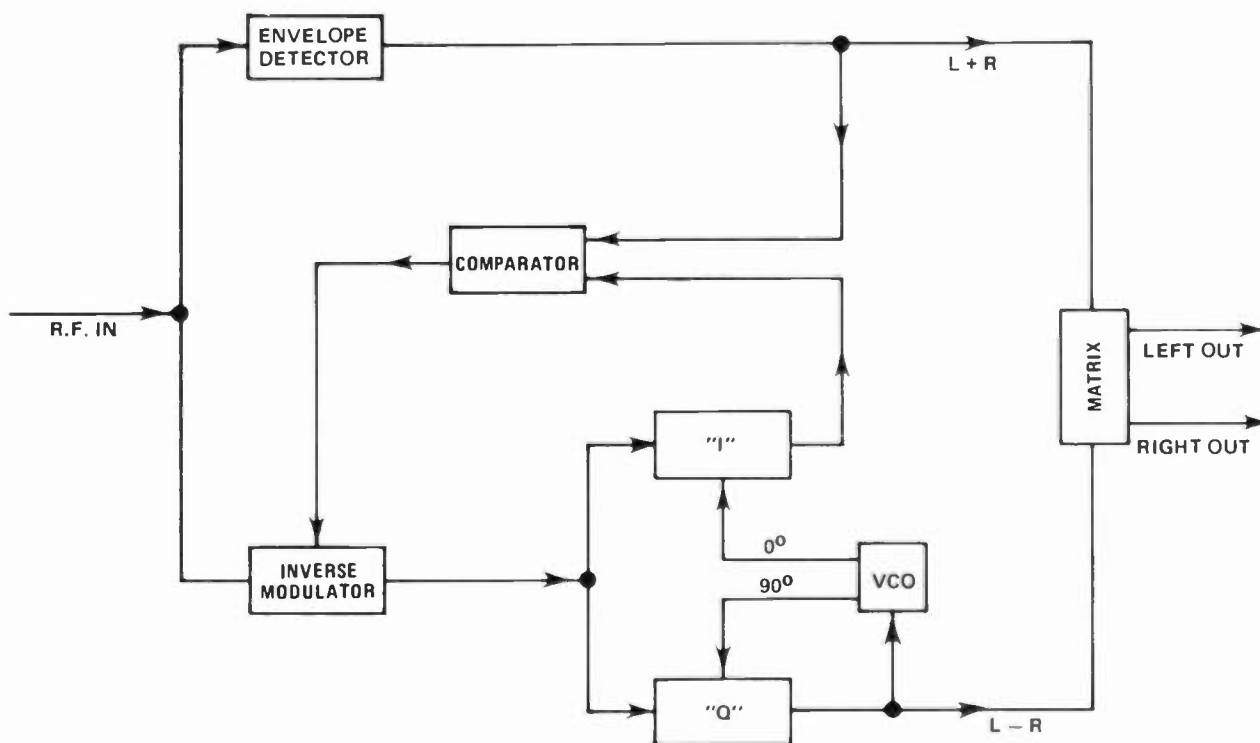 ENVELOPE
DETECTOR
L + R
COMPARATOR
R.F. IN
MATRIX
LEFT OUT
RIGHT OUT
"I"
0°
90°
VCO
INVERSE
MODULATOR
"Q"
L – R